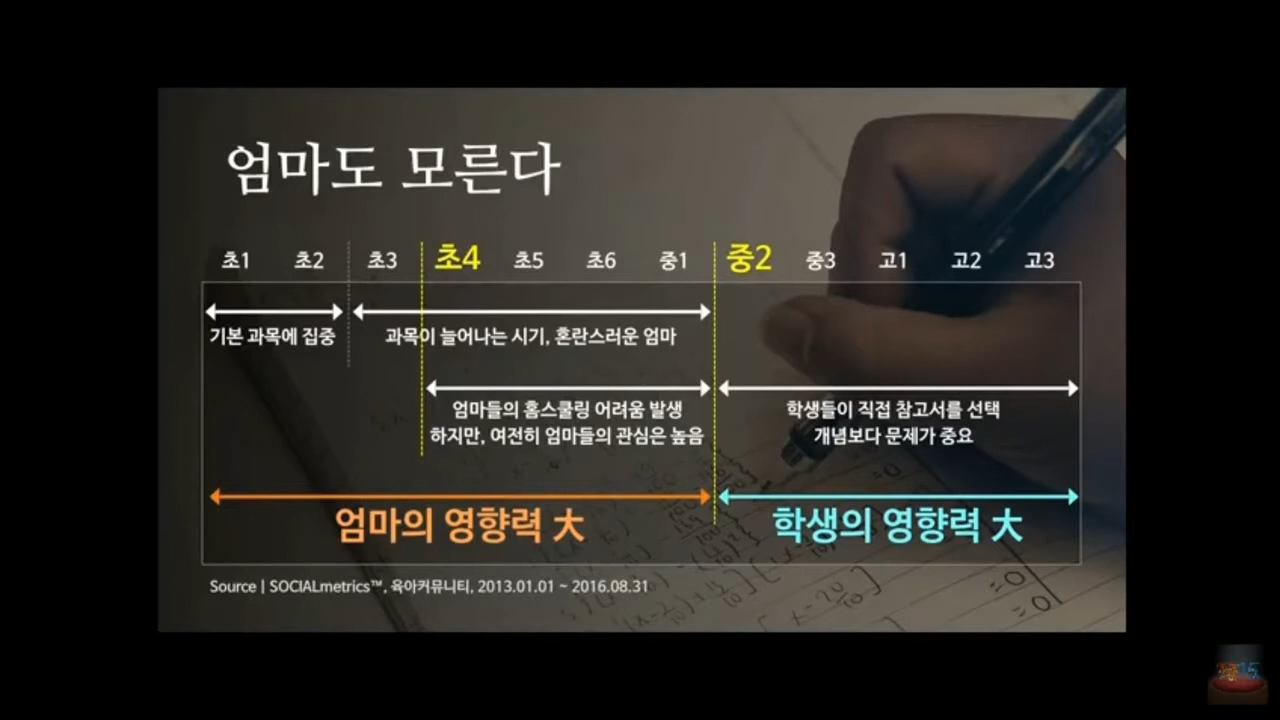 엄마도 모른다
초1 초2 초3 초4 초5 초6 중1 중2 중3 고1 고2 고3
기본 과목에 집중
과목이 늘어나는 시기, 혼란스러운 엄마
엄마들의 홈스쿨링 어려움 발생
하지만, 여전히 엄마들의 관심은 높음
학생들이 직접 참고서를 선택
개념보다 문제가 중요
엄마의 영향력 大
학생의 영향력 大
Source | SOCIALmetrics™, 육아커뮤니티, 2013.01.01 ~ 2016.08.31